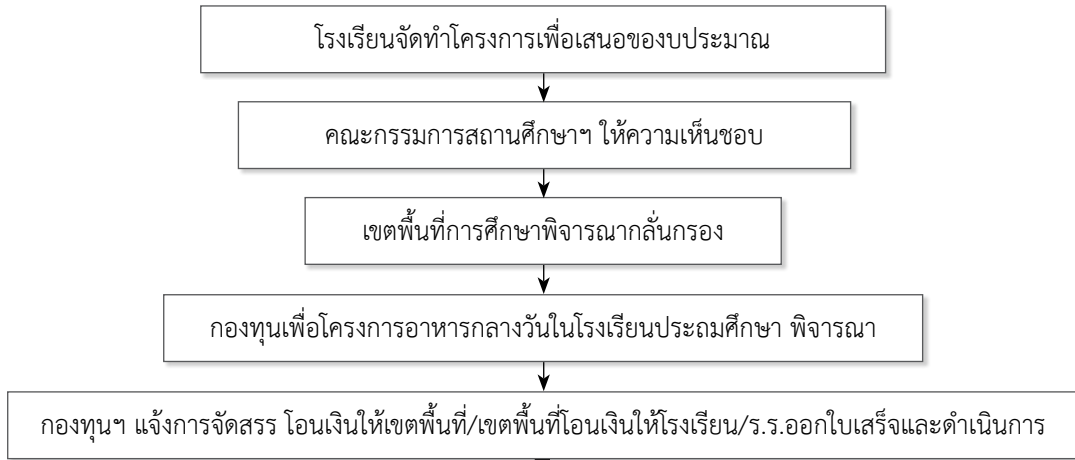 โรงเรียนจัดทำโครงการเพื่อเสนอของบประมาณ
คณะกรรมการสถานศึกษาฯ ให้ความเห็นชอบ
เขตพื้นที่การศึกษาพิจารณากลั่นกรอง
กองทุนเพื่อโครงการอาหารกลางวันในโรงเรียนประถมศึกษา พิจารณา
กองทุนฯ แจ้งการจัดสรร โอนเงินให้เขตพื้นที่/เขตพื้นที่โอนเงินให้โรงเรียน/ร.ร.ออกใบเสร็จและดำเนินการ